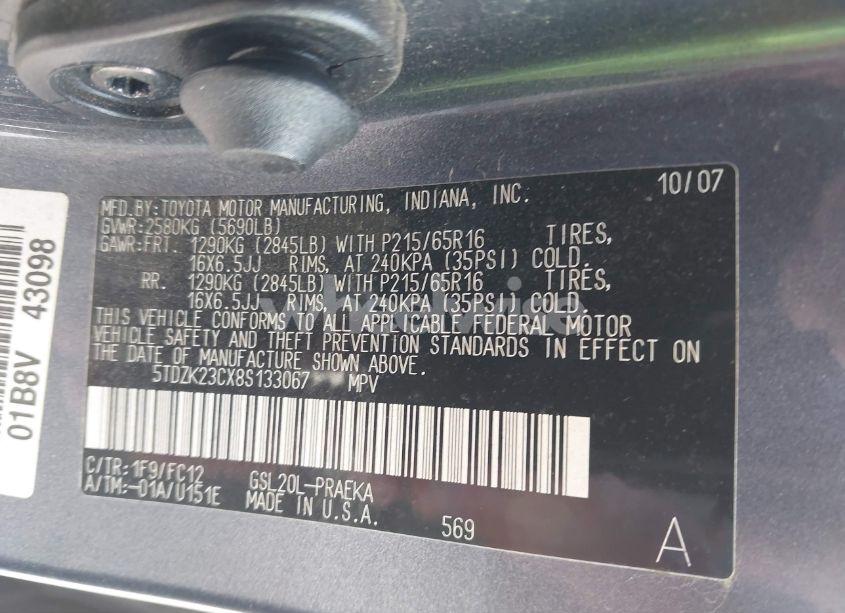 10/07
MFD.BY:TOYOTA MOTOR MANUFACTURING, INDIANA, INC.
GVWR:2580KG (5690LB)
GAWR:FRT. 1290KG (2845LB) WITH P215/65R16 TIRES,
16X6.5JJ RIMS, AT 240KPA (35PSI) COLD.
RR. 1290KG (2845LB) WITH P215/65R16 TIRES,
16X6.5JJ RIMS, AT 240KPA (35PSI) COLD.
THIS VEHICLE CONFORMS TO ALL APPLICABLE FEDERAL MOTOR
VEHICLE SAFETY AND THEFT PREVENTION STANDARDS IN EFFECT ON
THE DATE OF MANUFACTURE SHOWN ABOVE.
5TDZK23CX8S133067 MPV
C/TR:1F9/FC12 GSL20L-PRAEKA
A/TM:-01A/U151E MADE IN U.S.A.
569
A
01B8V 43098